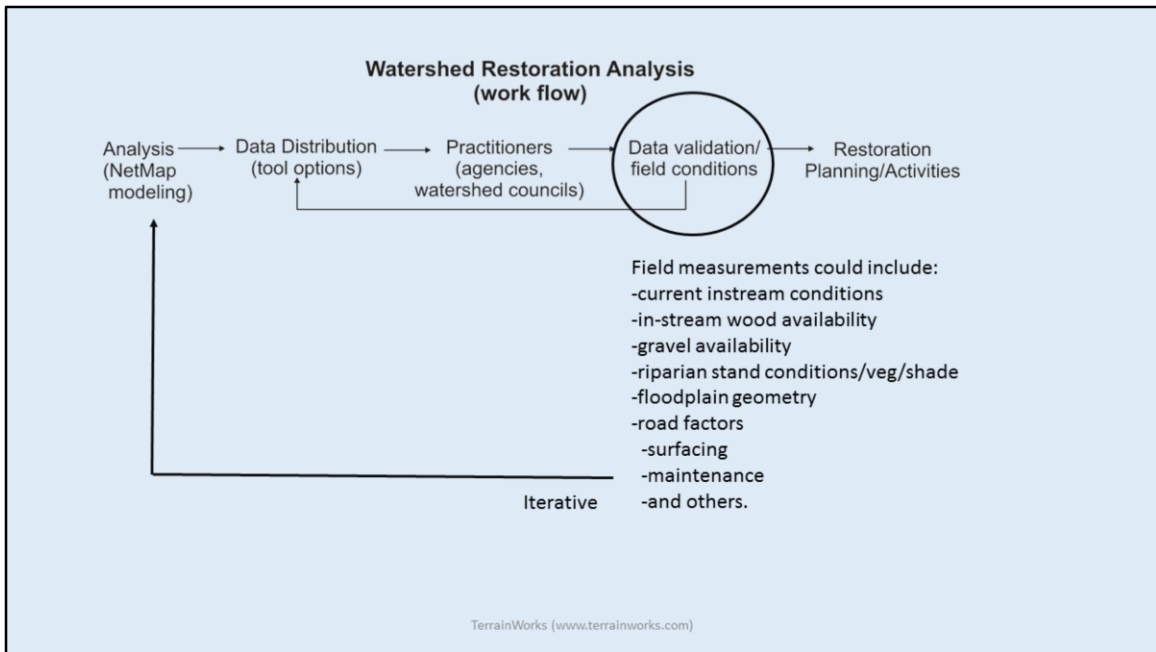 Watershed Restoration Analysis
(work flow)
Analysis
(NetMap
modeling)
Data Distribution
(tool options)
Practitioners
(agencies,
watershed councils)
Data validation/
field conditions
Restoration
Planning/Activities
Field measurements could include:
-current instream conditions
-in-stream wood availability
-gravel availability
-riparian stand conditions/veg/shade
-floodplain geometry
-road factors
-surfacing
-maintenance
-and others.
Iterative
TerrainWorks (www.terrainworks.com)